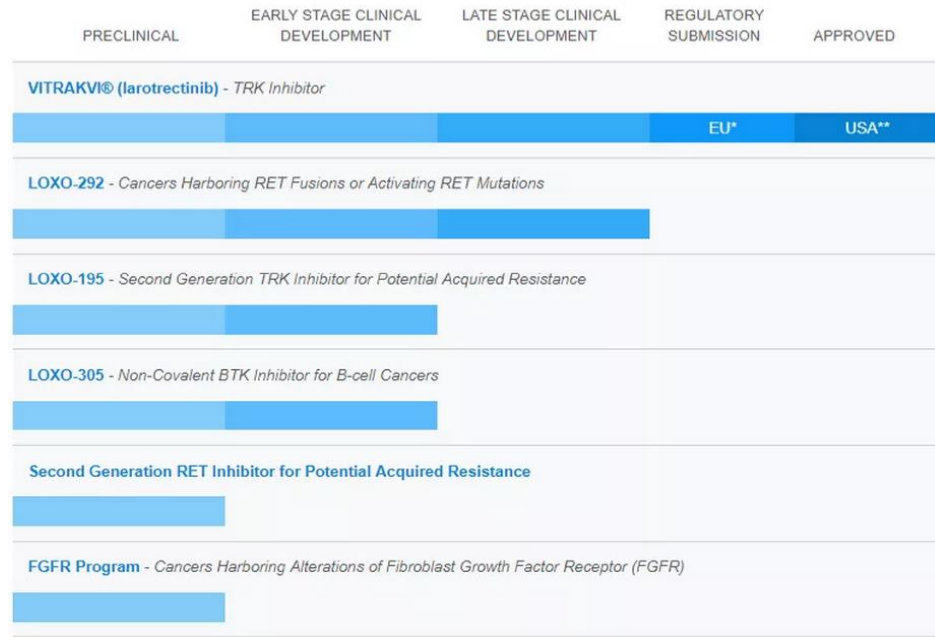 PRECLINICAL
EARLY STAGE CLINICAL
DEVELOPMENT
LATE STAGE CLINICAL
DEVELOPMENT
REGULATORY
SUBMISSION
APPROVED
VITRAKVI® (larotrectinib) - TRK Inhibitor
EU*
USA**
LOXO-292 - Cancers Harboring RET Fusions or Activating RET Mutations
LOXO-195 - Second Generation TRK Inhibitor for Potential Acquired Resistance
LOXO-305 - Non-Covalent BTK Inhibitor for B-cell Cancers
Second Generation RET Inhibitor for Potential Acquired Resistance
FGFR Program - Cancers Harboring Alterations of Fibroblast Growth Factor Receptor (FGFR)